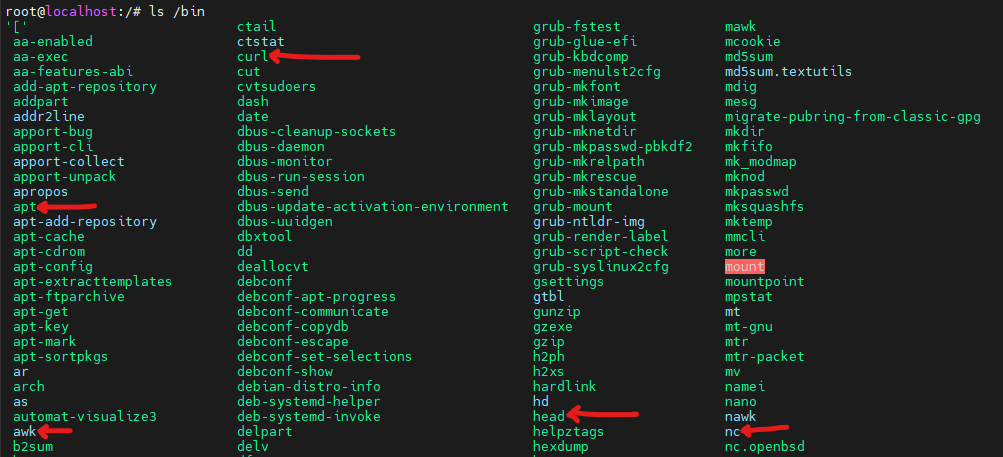 root@localhost:/# ls /bin
'[' ctail grub-fstest mawk
aa-enabled ctstat grub-glue-efi mcookie
aa-exec curl grub-kbdcomp md5sum
aa-features-abi cut grub-menulst2cfg md5sum.textutils
add-apt-repository cvtsudoers grub-mkfont mdig
addpart dash grub-mkimage mesg
addr2line date grub-mklayout migrate-pubring-from-classic-gpg
apport-bug dbus-cleanup-sockets grub-mknetdir mkdir
apport-cli dbus-daemon grub-mkpasswd-pbkdf2 mkfifo
apport-collect dbus-monitor grub-mkrelpath mk_modmap
apport-unpack dbus-run-session grub-mkrescue mknod
apropos dbus-send grub-mkstandalone mkpasswd
apt dbus-update-activation-environment grub-mount mksquashfs
apt-add-repository dbus-uuidgen grub-ntldr-img mktemp
apt-cache dbxtool grub-render-label mmcli
apt-cdrom dd grub-script-check more
apt-config deallocvt grub-syslinux2cfg mount
apt-extracttemplates debconf gsettings mountpoint
apt-ftparchive debconf-apt-progress gtbl mpstat
apt-get debconf-communicate gunzip mt
apt-key debconf-copydb gzexe mt-gnu
apt-mark debconf-escape gzip mtr
apt-sortpkgs debconf-set-selections h2ph mtr-packet
ar debconf-show h2xs mv
arch debian-distro-info hardlink namei
as deb-systemd-helper hd nano
automat-visualize3 deb-systemd-invoke head nawk
awk delpart helpztags nc
b2sum delv hexdump nc.openbsd